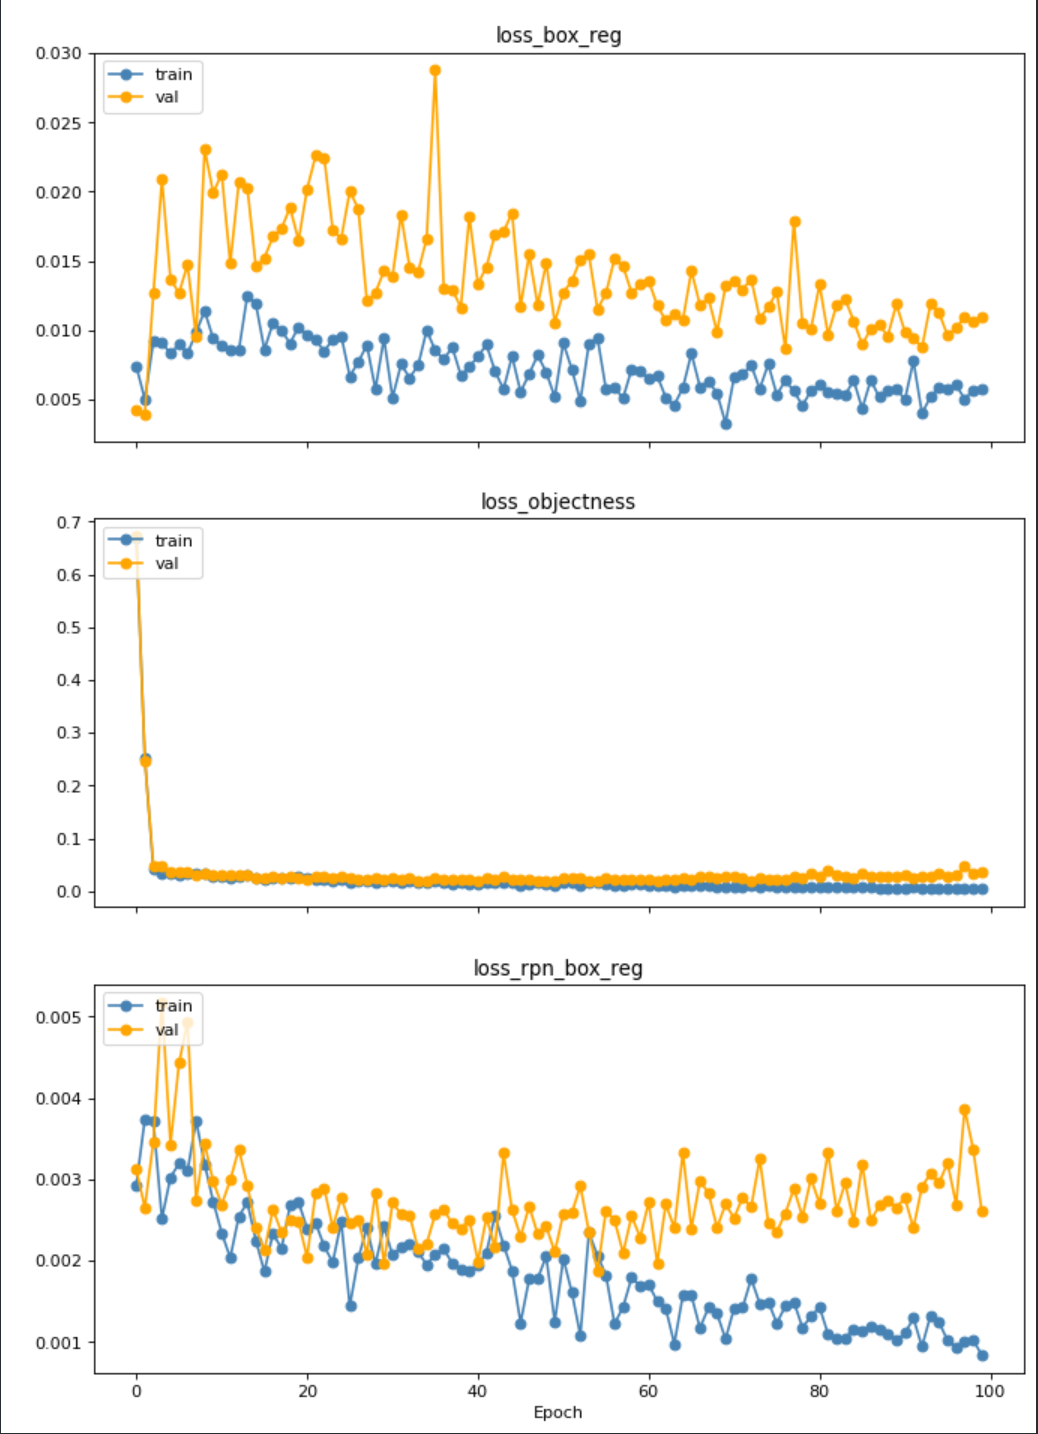 loss_box_reg
0.030
train
val
0.025
0.020
0.015
0.010
0.005
loss_objectness
0.7
train
val
0.6
0.5
0.4
0.3
0.2
0.1
0.0
loss_rpn_box_reg
train
val
0.005
0.004
0.003
0.002
0.001
0 20 40 60 80 100
Epoch